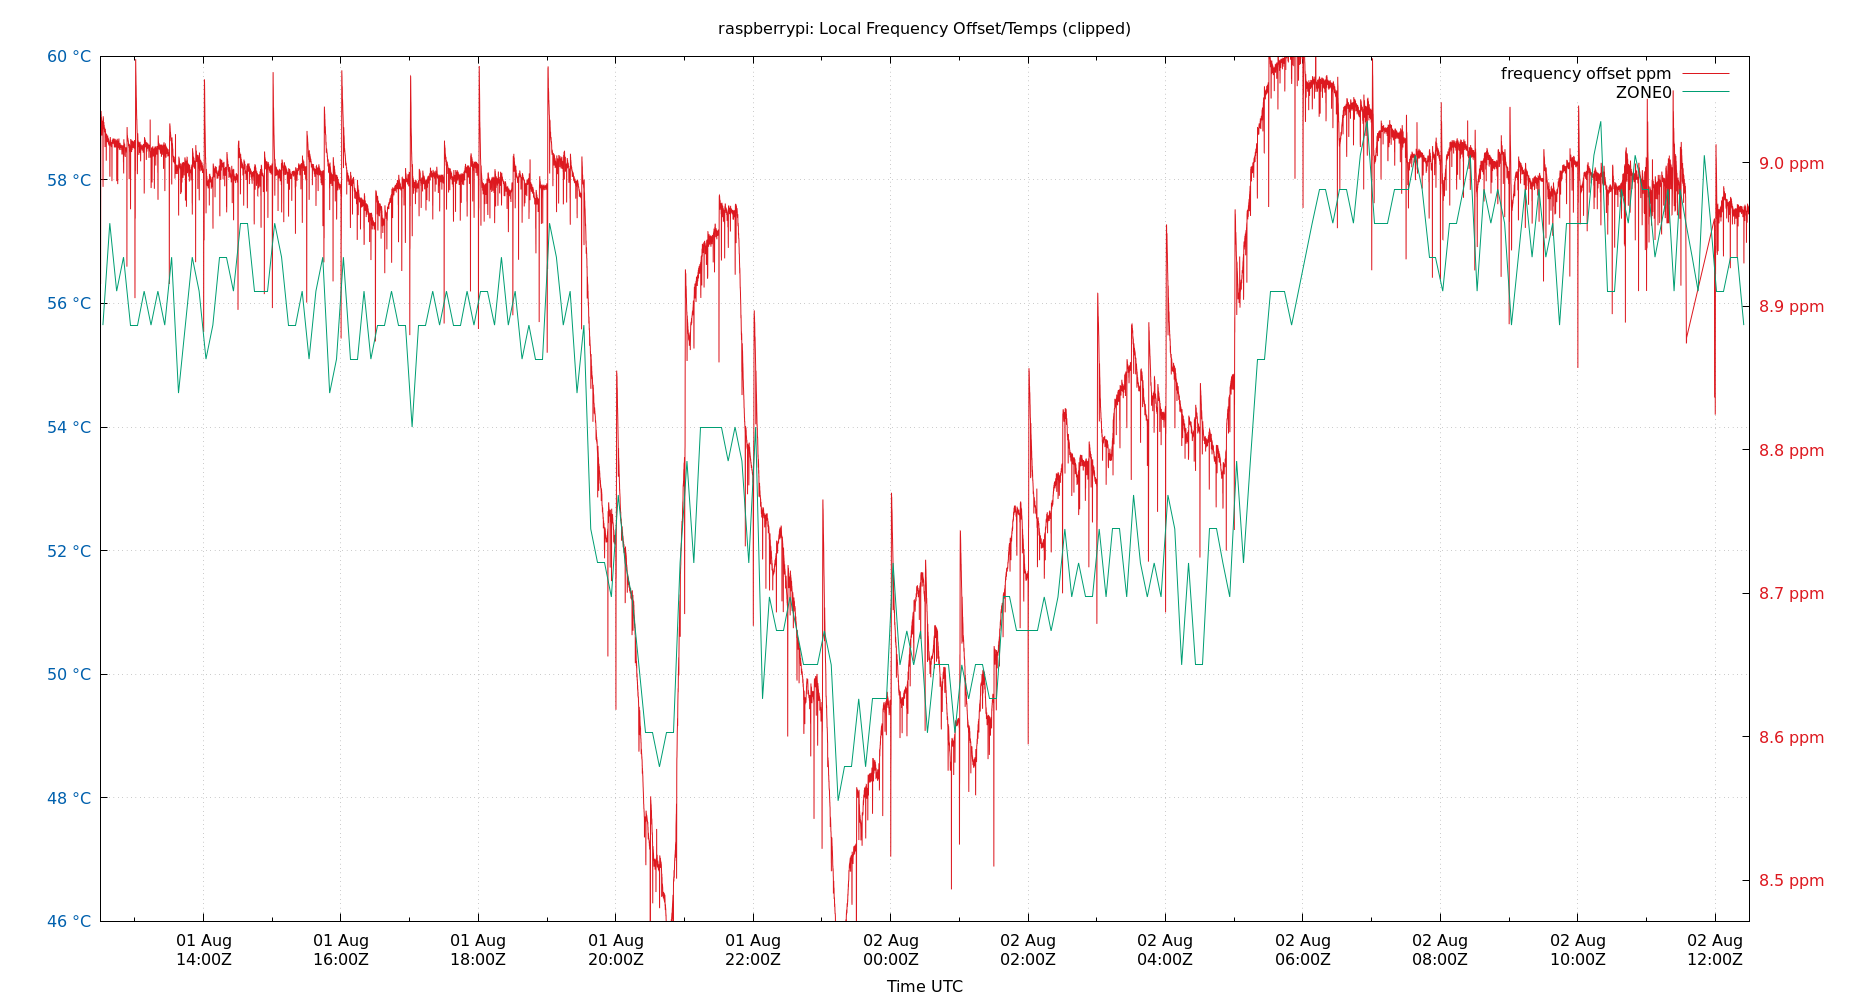 raspberrypi: Local Frequency Offset/Temps (clipped)
60 °C
58 °C
56 °C
54 °C
52 °C
50 °C
48 °C
46 °C
frequency offset ppm
ZONE0
9.0 ppm
8.9 ppm
8.8 ppm
8.7 ppm
8.6 ppm
8.5 ppm
01 Aug 01 Aug 01 Aug 01 Aug 01 Aug 02 Aug 02 Aug 02 Aug 02 Aug 02 Aug 02 Aug 02 Aug
14:00Z 16:00Z 18:00Z 20:00Z 22:00Z 00:00Z 02:00Z 04:00Z 06:00Z 08:00Z 10:00Z 12:00Z
Time UTC